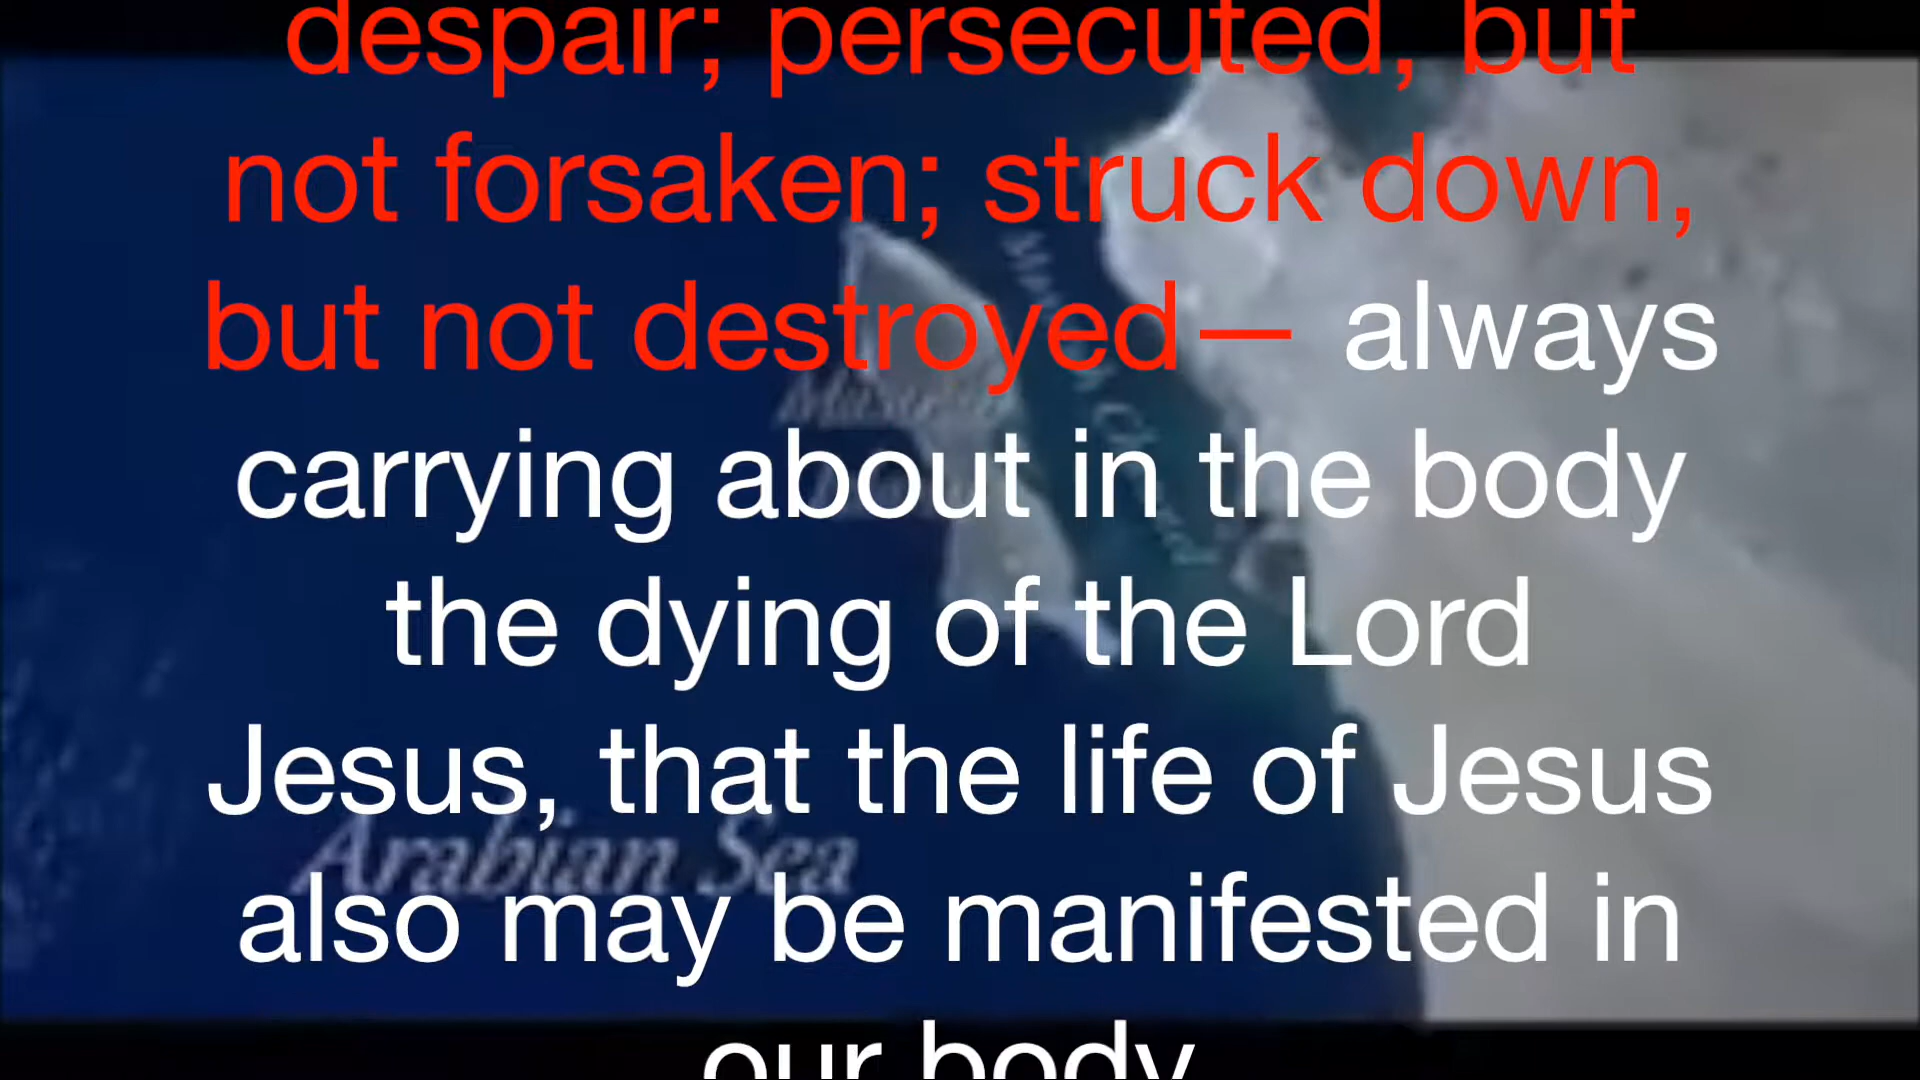 despair; persecuted, but
not forsaken; struck down,
but not destroyed— always
carrying about in the body
the dying of the Lord
Jesus, that the life of Jesus
also may be manifested in
our body
Arabian Sea